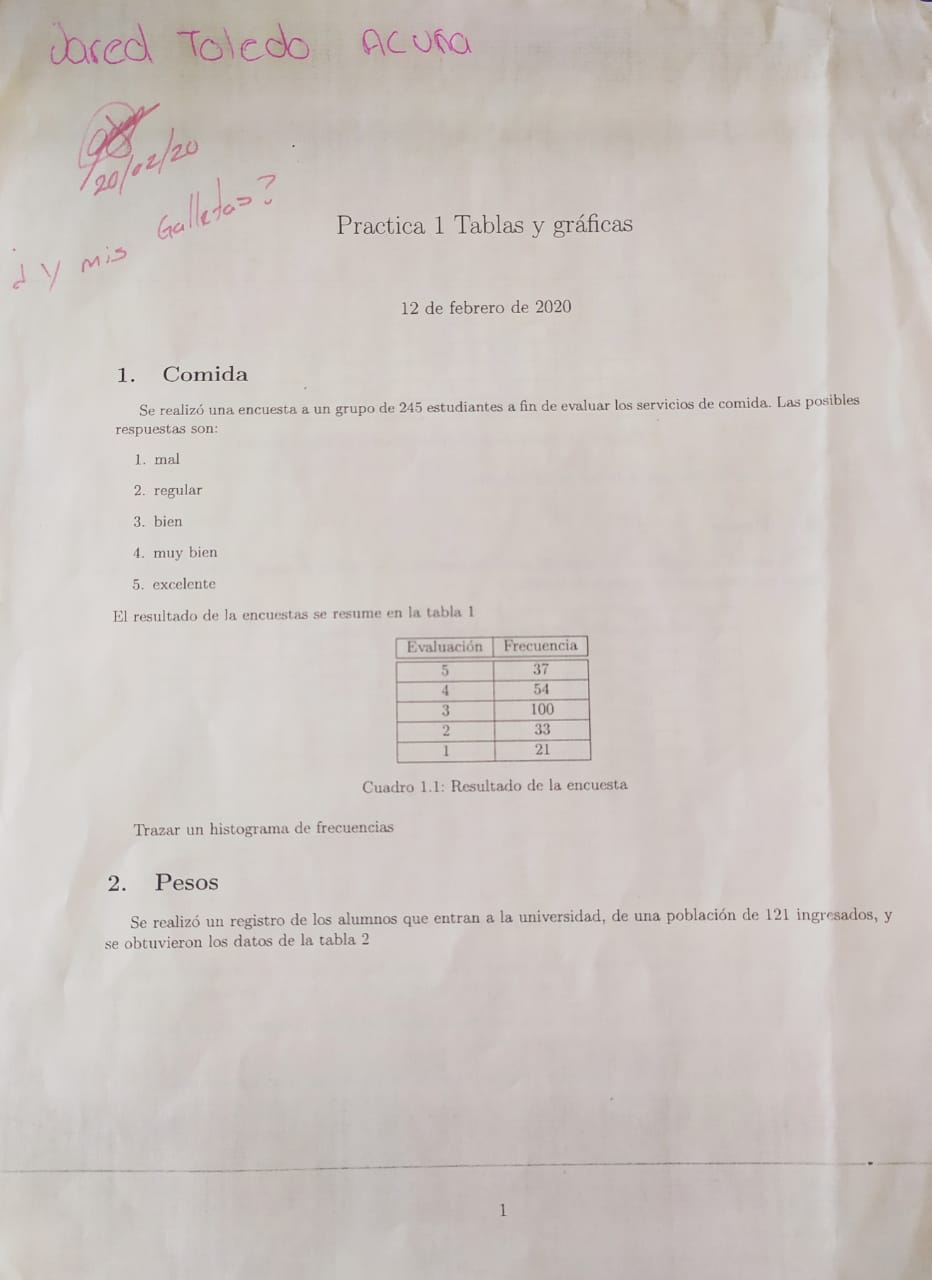 Jared Toledo Acuña
20/02/20
¿y mis Galletas?
Practica 1 Tablas y gráficas
12 de febrero de 2020
1. Comida
Se realizó una encuesta a un grupo de 245 estudiantes a fin de evaluar los servicios de comida. Las posibles
respuestas son:
1. mal
2. regular
3. bien
4. muy bien
5. excelente
El resultado de la encuestas se resume en la tabla 1
Evaluación Frecuencia
5 37
4 54
3 100
2 33
1 21
Cuadro 1.1: Resultado de la encuesta
Trazar un histograma de frecuencias
2. Pesos
Se realizó un registro de los alumnos que entran a la universidad, de una población de 121 ingresados, y
se obtuvieron los datos de la tabla 2
1